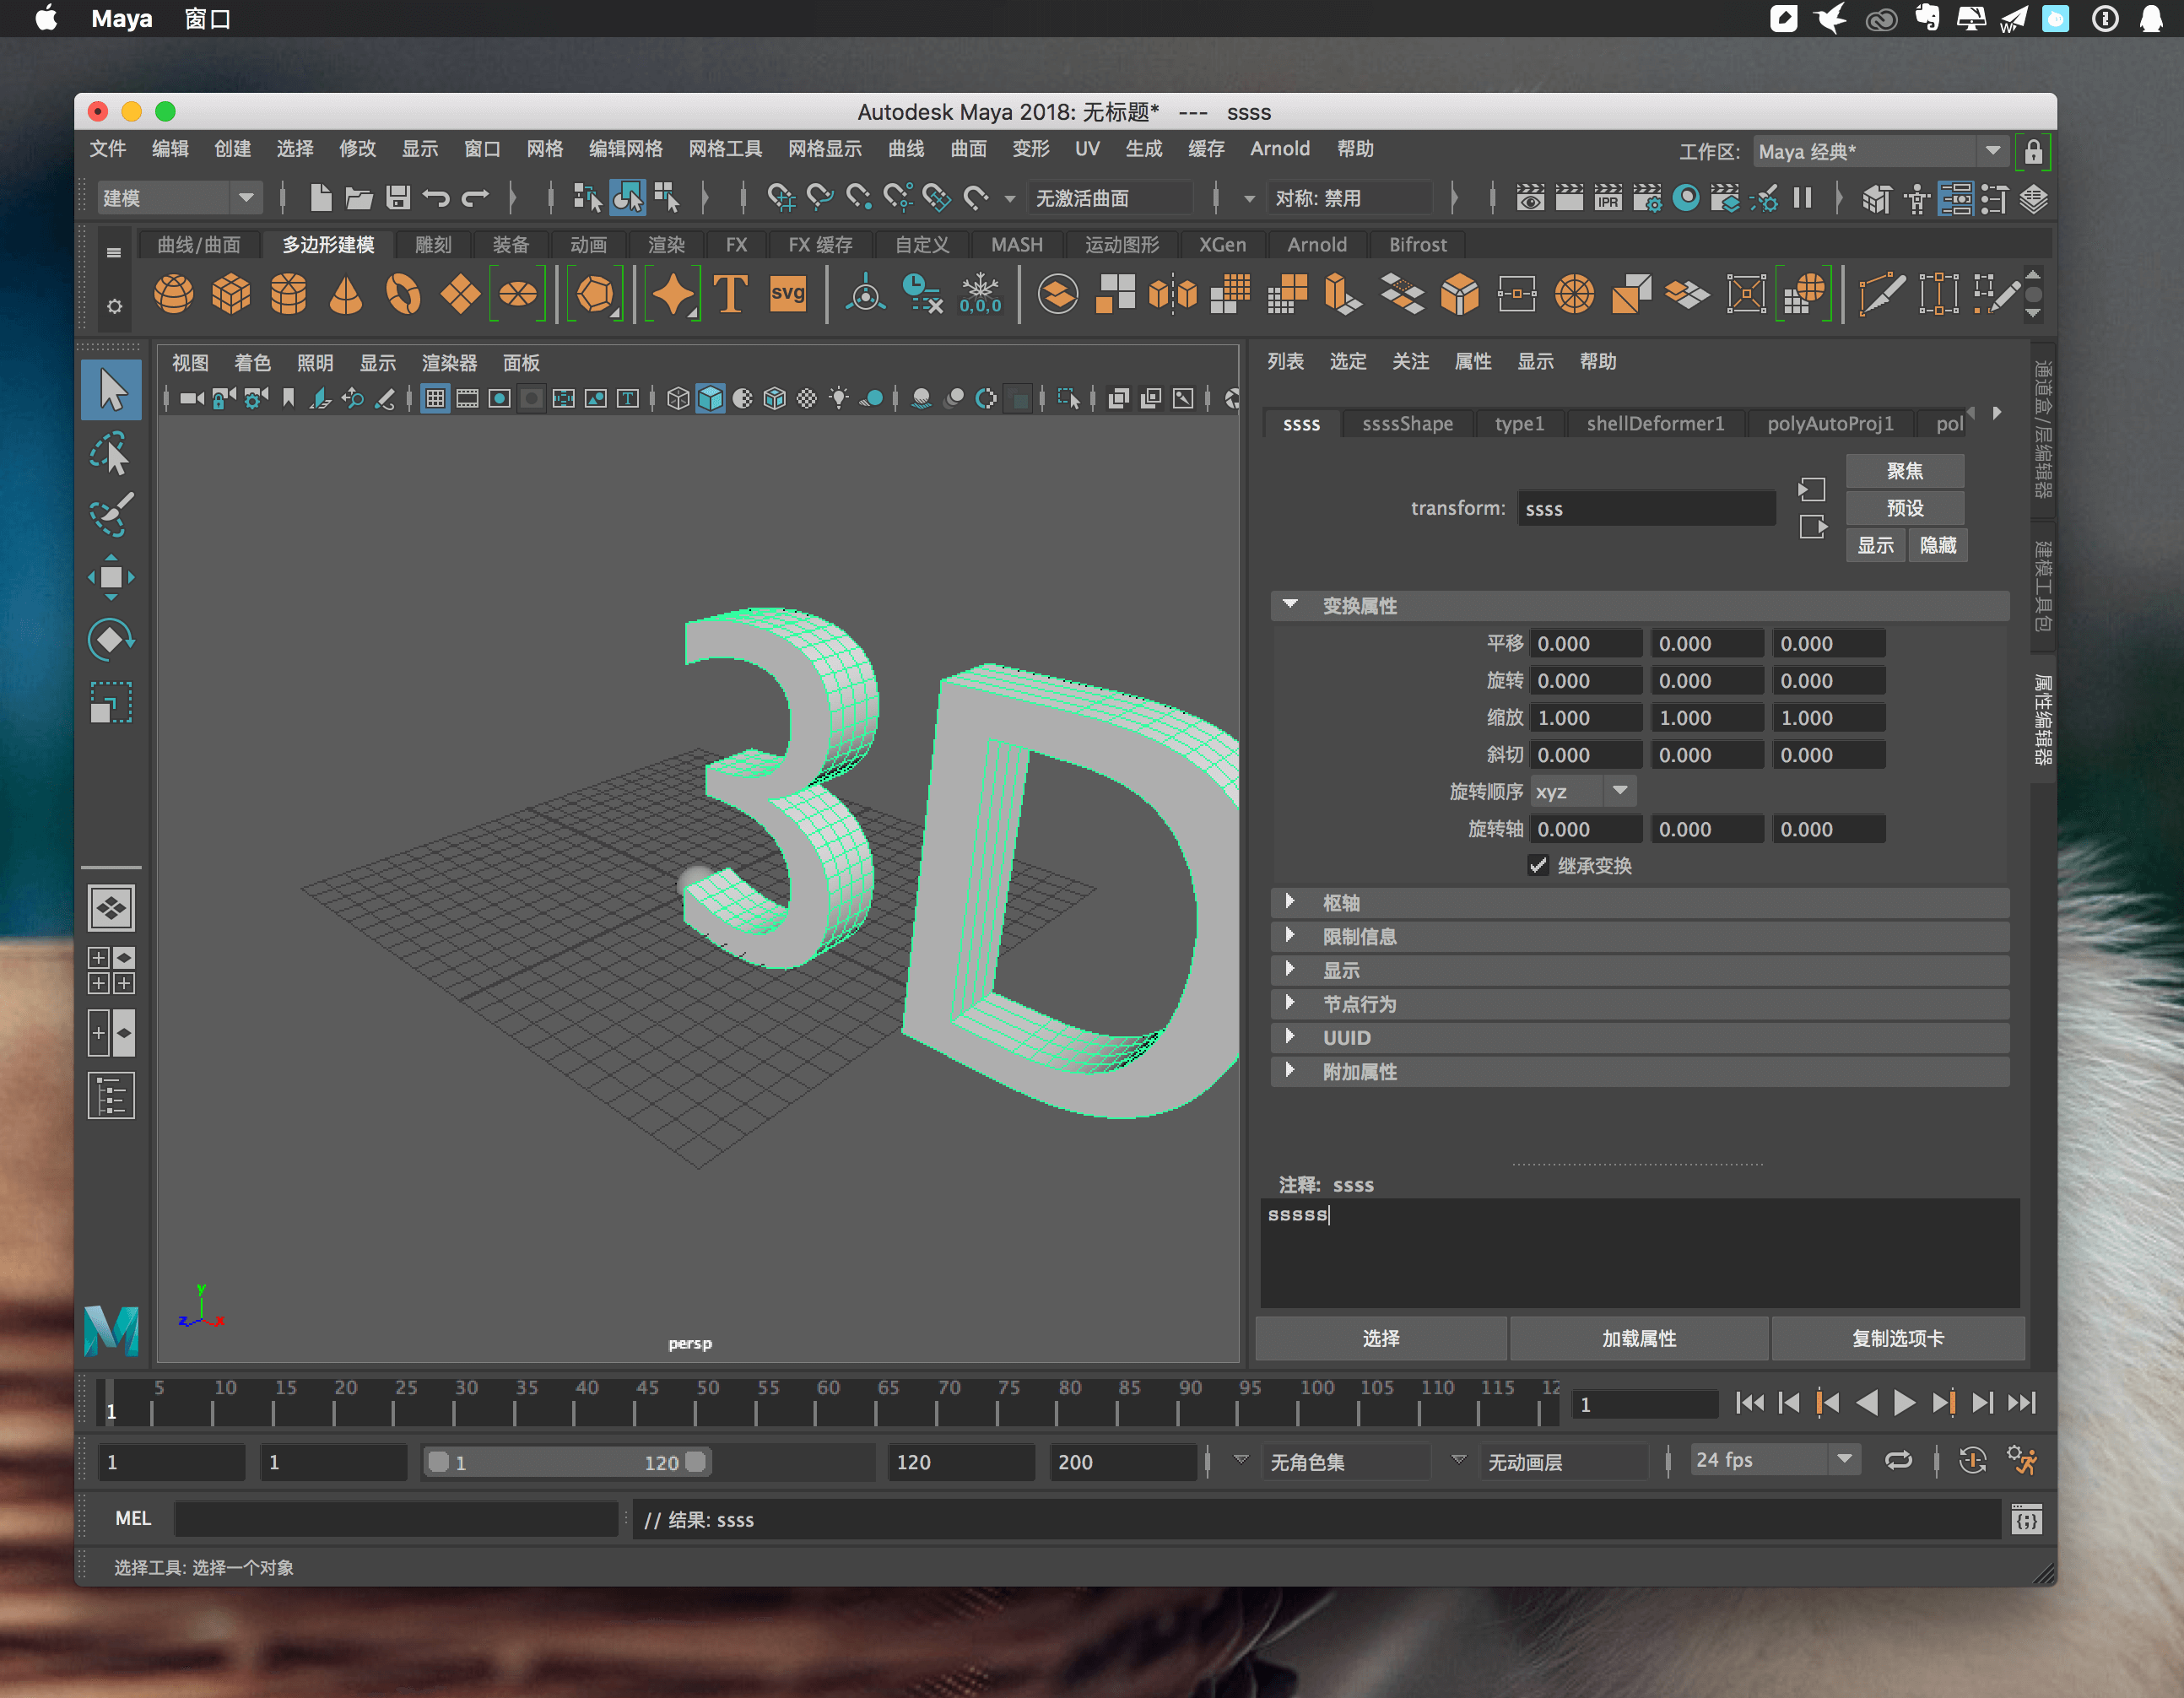 Maya 窗口
Autodesk Maya 2018: 无标题* --- ssss
文件 编辑 创建 选择 修改 显示 窗口 网格 编辑网格 网格工具 网格显示 曲线 曲面 变形 UV 生成 缓存 Arnold 帮助 工作区: Maya 经典*
建模 无激活曲面 对称: 禁用 IPR
曲线/曲面 多边形建模 雕刻 装备 动画 渲染 FX FX 缓存 自定义 MASH 运动图形 XGen Arnold Bifrost
T svg 0,0,0
视图 着色 照明 显示 渲染器 面板
列表 选定 关注 属性 显示 帮助
ssss ssssShape type1 shellDeformer1 polyAutoProj1 pol
聚焦
transform: ssss 预设
显示 隐藏
变换属性
平移 0.000 0.000 0.000
旋转 0.000 0.000 0.000
缩放 1.000 1.000 1.000
斜切 0.000 0.000 0.000
旋转顺序 xyz
旋转轴 0.000 0.000 0.000
继承变换
枢轴
限制信息
显示
节点行为
UUID
附加属性
通道盒/层编辑器
建模工具包
属性编辑器
3D
注释: ssss
sssss
y
z x
persp
选择 加载属性 复制选项卡
5 10 15 20 25 30 35 40 45 50 55 60 65 70 75 80 85 90 95 100 105 110 115 12
1 1
1 1 1 120 120 200 无角色集 无动画层 24 fps
MEL // 结果: ssss
选择工具: 选择一个对象